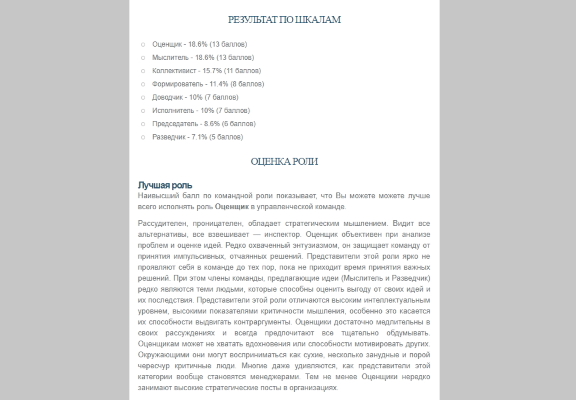 РЕЗУЛЬТАТ ПО ШКАЛАМ
Оценщик - 18.6% (13 баллов)
Мыслитель - 18.6% (13 баллов)
Коллективист - 15.7% (11 баллов)
Формирователь - 11.4% (8 баллов)
Доводчик - 10% (7 баллов)
Исполнитель - 10% (7 баллов)
Председатель - 8.6% (6 баллов)
Разведчик - 7.1% (5 баллов)
ОЦЕНКА РОЛИ
Лучшая роль
Наивысший балл по командной роли показывает, что Вы можете можете лучше
всего исполнять роль Оценщик в управленческой команде.
Рассудителен, проницателен, обладает стратегическим мышлением. Видит все
альтернативы, все взвешивает — инспектор. Оценщик объективен при анализе
проблем и оценке идей. Редко охваченный энтузиазмом, он защищает команду от
принятия импульсивных, отчаянных решений. Представители этой роли ярко не
проявляют себя в команде до тех пор, пока не приходит время принятия важных
решений. При этом члены команды, предлагающие идеи (Мыслитель и Разведчик)
редко являются теми людьми, которые способны оценить выгоду от своих идей и
их последствия. Представители этой роли отличаются высоким интеллектуальным
уровнем, высокими показателями критичности мышления, особенно это касается
их способности выдвигать контраргументы. Оценщики достаточно медлительны в
своих рассуждениях и всегда предпочитают все тщательно обдумывать.
Оценщикам может не хватать вдохновения или способности мотивировать других.
Окружающими они могут восприниматься как сухие, несколько занудные и порой
чересчур критичные люди. Многие даже удивляются, как представители этой
категории вообще становятся менеджерами. Тем не менее Оценщики нередко
занимают высокие стратегические посты в организациях